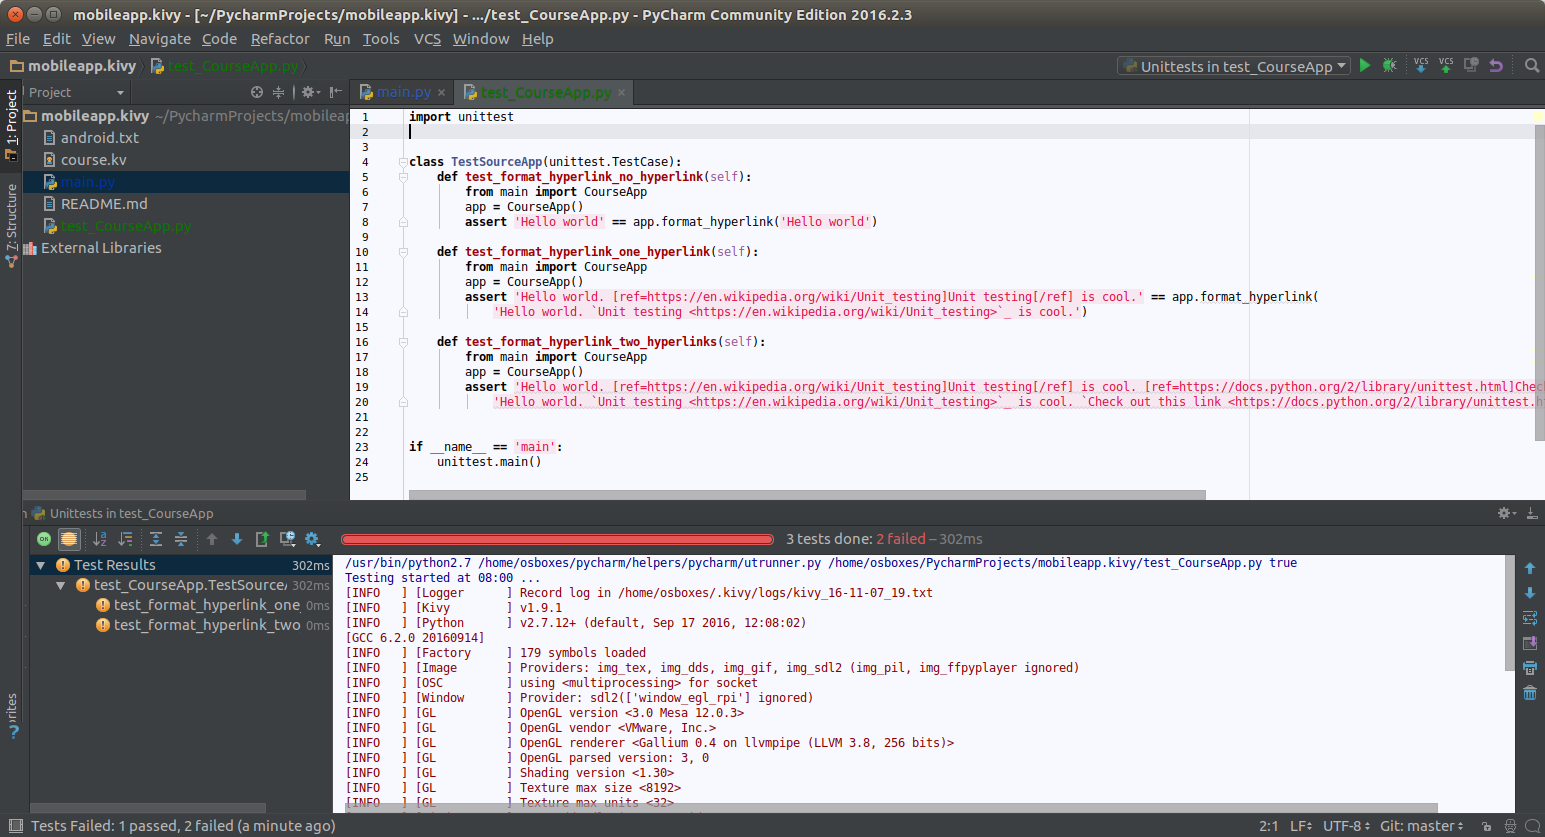 mobileapp.kivy - [~/PycharmProjects/mobileapp.kivy] - .../test_CourseApp.py - PyCharm Community Edition 2016.2.3
File Edit View Navigate Code Refactor Run Tools VCS Window Help
mobileapp.kivy test_CourseApp.py Unittests in test_CourseApp VCS VCS
Project main.py × test_CourseApp.py ×
1: Project
7: Structure
mobileapp.kivy ~/PycharmProjects/mobileap
android.txt
course.kv
main.py
README.md
test_CourseApp.py
External Libraries
1 import unittest
2
3
4 class TestSourceApp(unittest.TestCase):
5 def test_format_hyperlink_no_hyperlink(self):
6 from main import CourseApp
7 app = CourseApp()
8 assert 'Hello world' == app.format_hyperlink('Hello world')
9
10 def test_format_hyperlink_one_hyperlink(self):
11 from main import CourseApp
12 app = CourseApp()
13 assert 'Hello world. [ref=https://en.wikipedia.org/wiki/Unit_testing]Unit testing[/ref] is cool.' == app.format_hyperlink(
14 'Hello world. `Unit testing <https://en.wikipedia.org/wiki/Unit_testing>`_ is cool.')
15
16 def test_format_hyperlink_two_hyperlinks(self):
17 from main import CourseApp
18 app = CourseApp()
19 assert 'Hello world. [ref=https://en.wikipedia.org/wiki/Unit_testing]Unit testing[/ref] is cool. [ref=https://docs.python.org/2/library/unittest.html]Chec
20 'Hello world. `Unit testing <https://en.wikipedia.org/wiki/Unit_testing>`_ is cool. `Check out this link <https://docs.python.org/2/library/unittest.h
21
22
23 if __name__ == 'main':
24 unittest.main()
25
Unittests in test_CourseApp
3 tests done: 2 failed – 302ms
Test Results 302ms
test_CourseApp.TestSource 302ms
test_format_hyperlink_one_ 0ms
test_format_hyperlink_two 0ms
rites
/usr/bin/python2.7 /home/osboxes/pycharm/helpers/pycharm/utrunner.py /home/osboxes/PycharmProjects/mobileapp.kivy/test_CourseApp.py true
Testing started at 08:00 ...
[INFO ] [Logger ] Record log in /home/osboxes/.kivy/logs/kivy_16-11-07_19.txt
[INFO ] [Kivy ] v1.9.1
[INFO ] [Python ] v2.7.12+ (default, Sep 17 2016, 12:08:02)
[GCC 6.2.0 20160914]
[INFO ] [Factory ] 179 symbols loaded
[INFO ] [Image ] Providers: img_tex, img_dds, img_gif, img_sdl2 (img_pil, img_ffpyplayer ignored)
[INFO ] [OSC ] using <multiprocessing> for socket
[INFO ] [Window ] Provider: sdl2(['window_egl_rpi'] ignored)
[INFO ] [GL ] OpenGL version <3.0 Mesa 12.0.3>
[INFO ] [GL ] OpenGL vendor <VMware, Inc.>
[INFO ] [GL ] OpenGL renderer <Gallium 0.4 on llvmpipe (LLVM 3.8, 256 bits)>
[INFO ] [GL ] OpenGL parsed version: 3, 0
[INFO ] [GL ] Shading version <1.30>
[INFO ] [GL ] Texture max size <8192>
[INFO ] [GL ] Texture max units <32>
Tests Failed: 1 passed, 2 failed (a minute ago) 2:1 LF UTF-8 Git: master